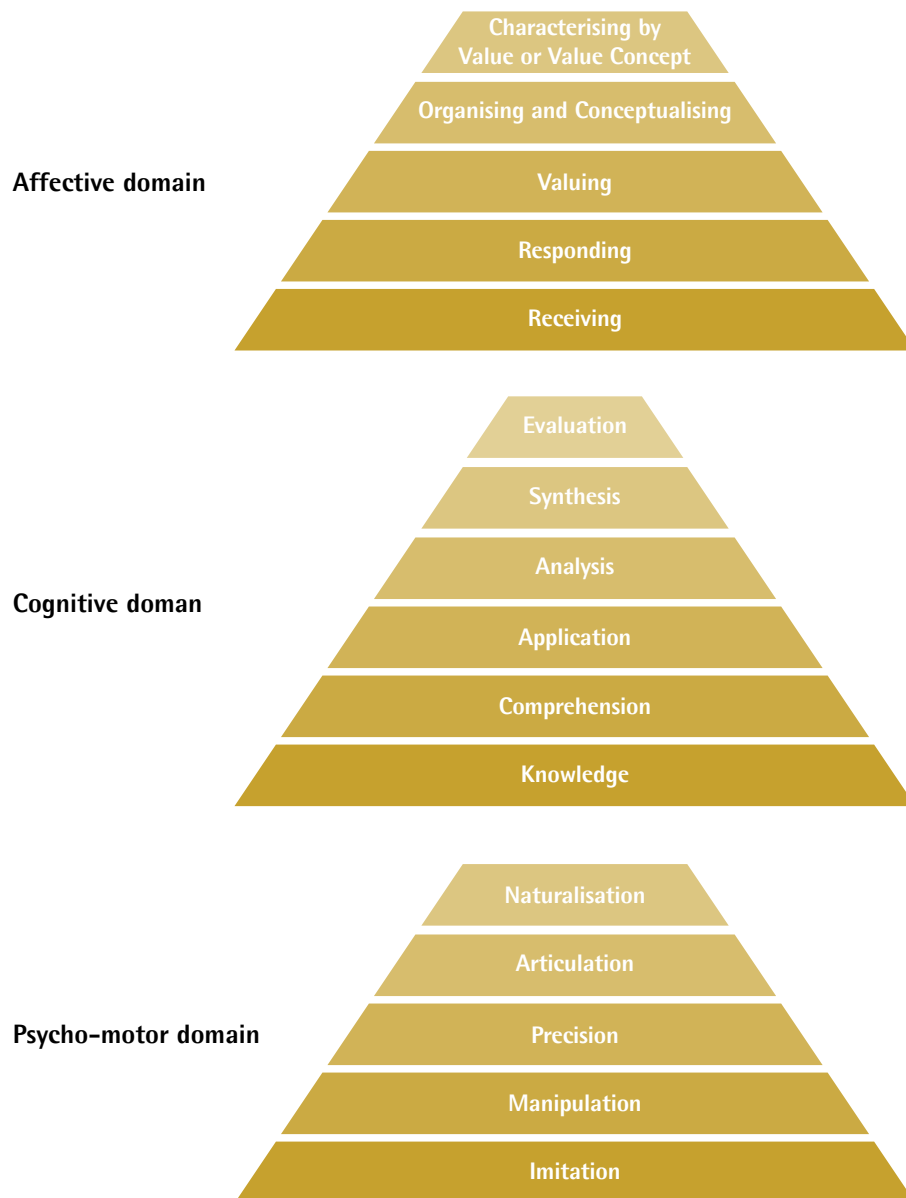 Characterising by
Value or Value Concept
Organising and Conceptualising
Affective domain
Valuing
Responding
Receiving
Evaluation
Synthesis
Analysis
Cognitive doman
Application
Comprehension
Knowledge
Naturalisation
Articulation
Psycho-motor domain
Precision
Manipulation
Imitation